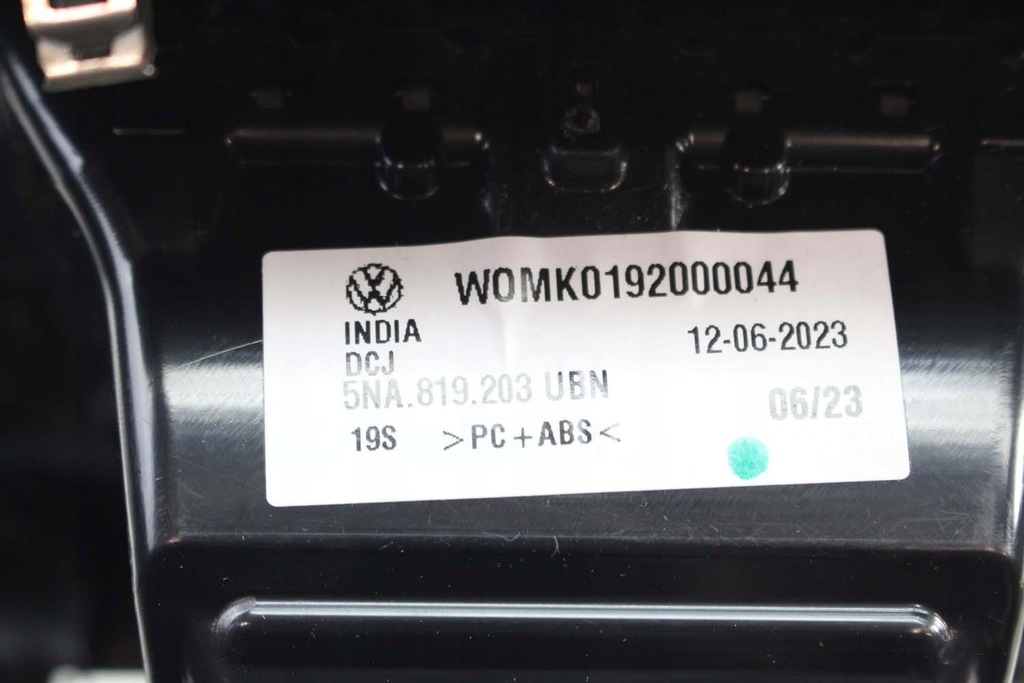 WOMK0192000044
INDIA
12-06-2023
DCJ
5NA.819.203 UBN
06/23
19S >PC+ABS<